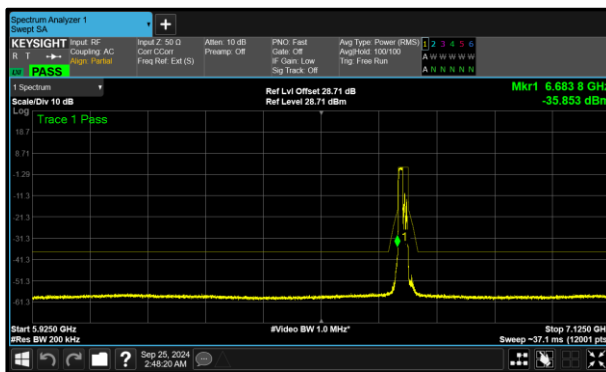 Spectrum Analyzer 1
Swept SA
KEYSIGHT
R T
PASS
Input: RF
Coupling: AC
Align: Partial
Input Z: 50 Ω
Corr CCorr
Freq Ref: Ext (S)
Atten: 10 dB
Preamp: Off
PNO: Fast
Gate: Off
IF Gain: Low
Sig Track: Off
Avg Type: Power (RMS)
Avg|Hold: 100/100
Trig: Free Run
1 2 3 4 5 6
A W W W W W
A N N N N N
1 Spectrum
Scale/Div 10 dB
Ref Lvl Offset 28.71 dB
Ref Level 28.71 dBm
Mkr1 6.683 8 GHz
-35.853 dBm
Log
Trace 1 Pass
18.7
8.71
-1.29
-11.3
-21.3
-31.3
-41.3
-51.3
-61.3
1
Start 5.9250 GHz
#Res BW 200 kHz
#Video BW 1.0 MHz*
Stop 7.1250 GHz
Sweep ~37.1 ms (12001 pts)
Sep 25, 2024
2:48:20 AM